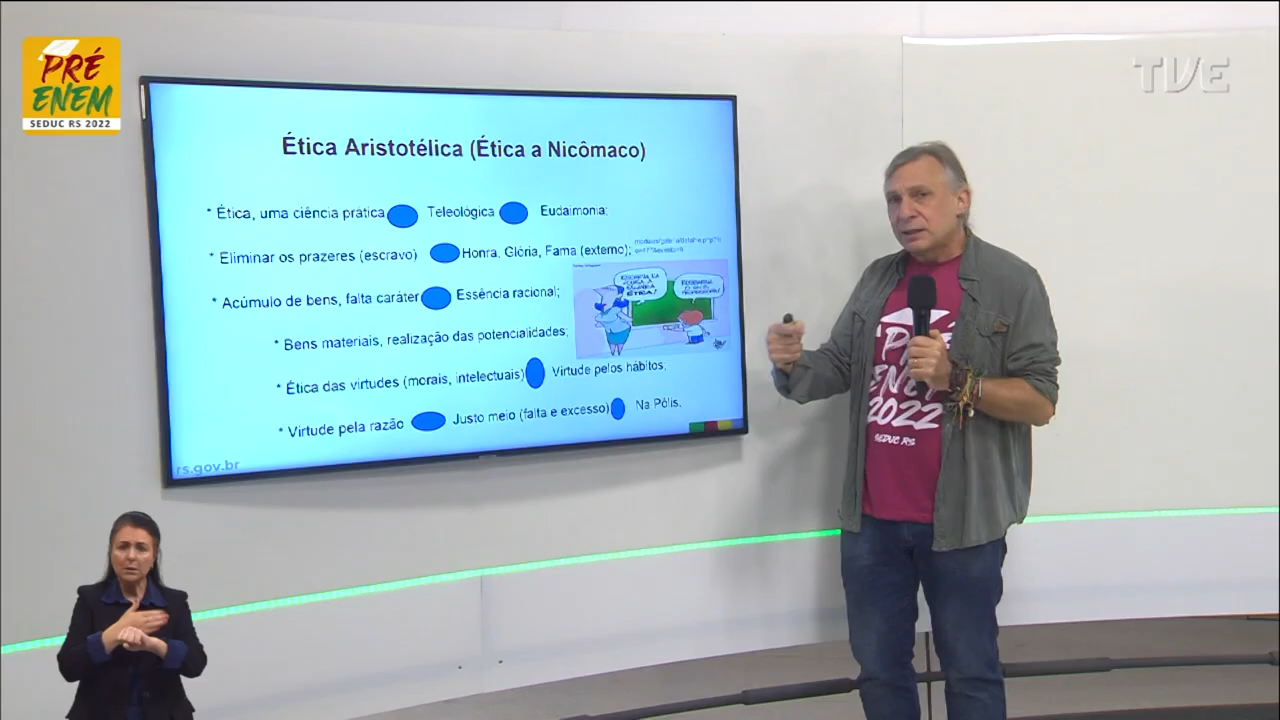 PRÉ
ENEM
SEDUC RS 2022
TVE
Ética Aristotélica (Ética a Nicômaco)
* Ética, uma ciência prática Teleológica Eudaimonia;
* Eliminar os prazeres (escravo) Honra, Glória, Fama (externo);
* Acúmulo de bens, falta caráter Essência racional;
* Bens materiais, realização das potencialidades;
* Ética das virtudes (morais, intelectuais) Virtude pelos hábitos;
* Virtude pela razão Justo meio (falta e excesso) Na Pólis.
rs.gov.br
PRÉ
2022
SEDUC RS